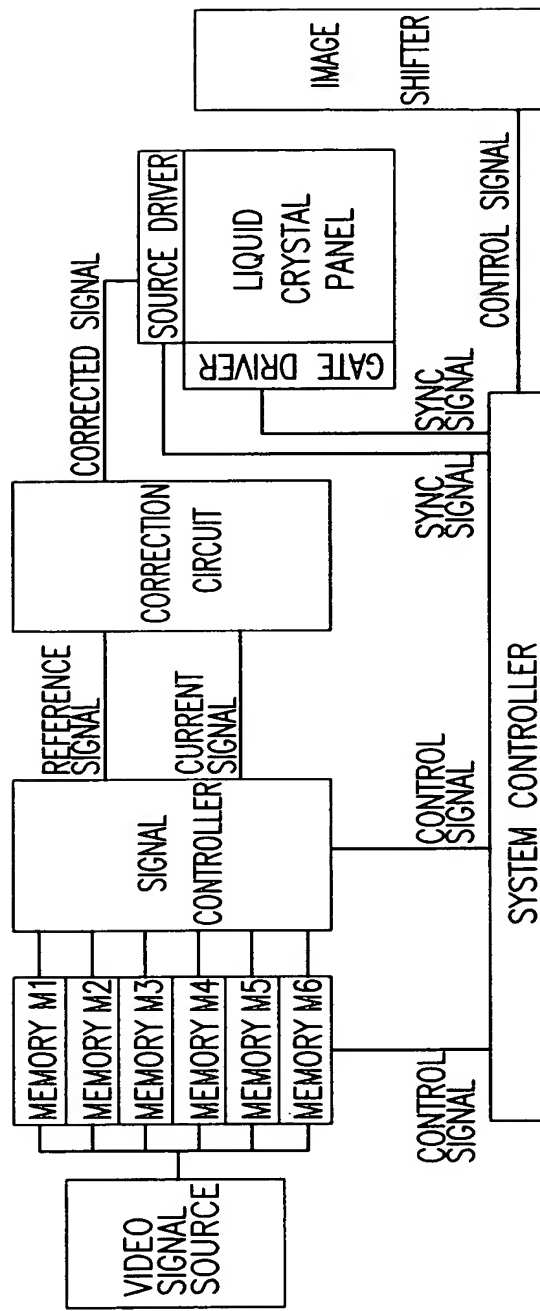 VIDEO
SIGNAL
SOURCE
MEMORY M1
MEMORY M2
MEMORY M3
MEMORY M4
MEMORY M5
MEMORY M6
SIGNAL
CONTROLLER
REFERENCE
SIGNAL
CURRENT
SIGNAL
CORRECTION
CIRCUIT
CORRECTED SIGNAL
SOURCE DRIVER
GATE DRIVER
LIQUID
CRYSTAL
PANEL
IMAGE
SHIFTER
CONTROL
SIGNAL
CONTROL
SIGNAL
SYNC
SIGNAL
SYNC
SIGNAL
CONTROL SIGNAL
SYSTEM CONTROLLER